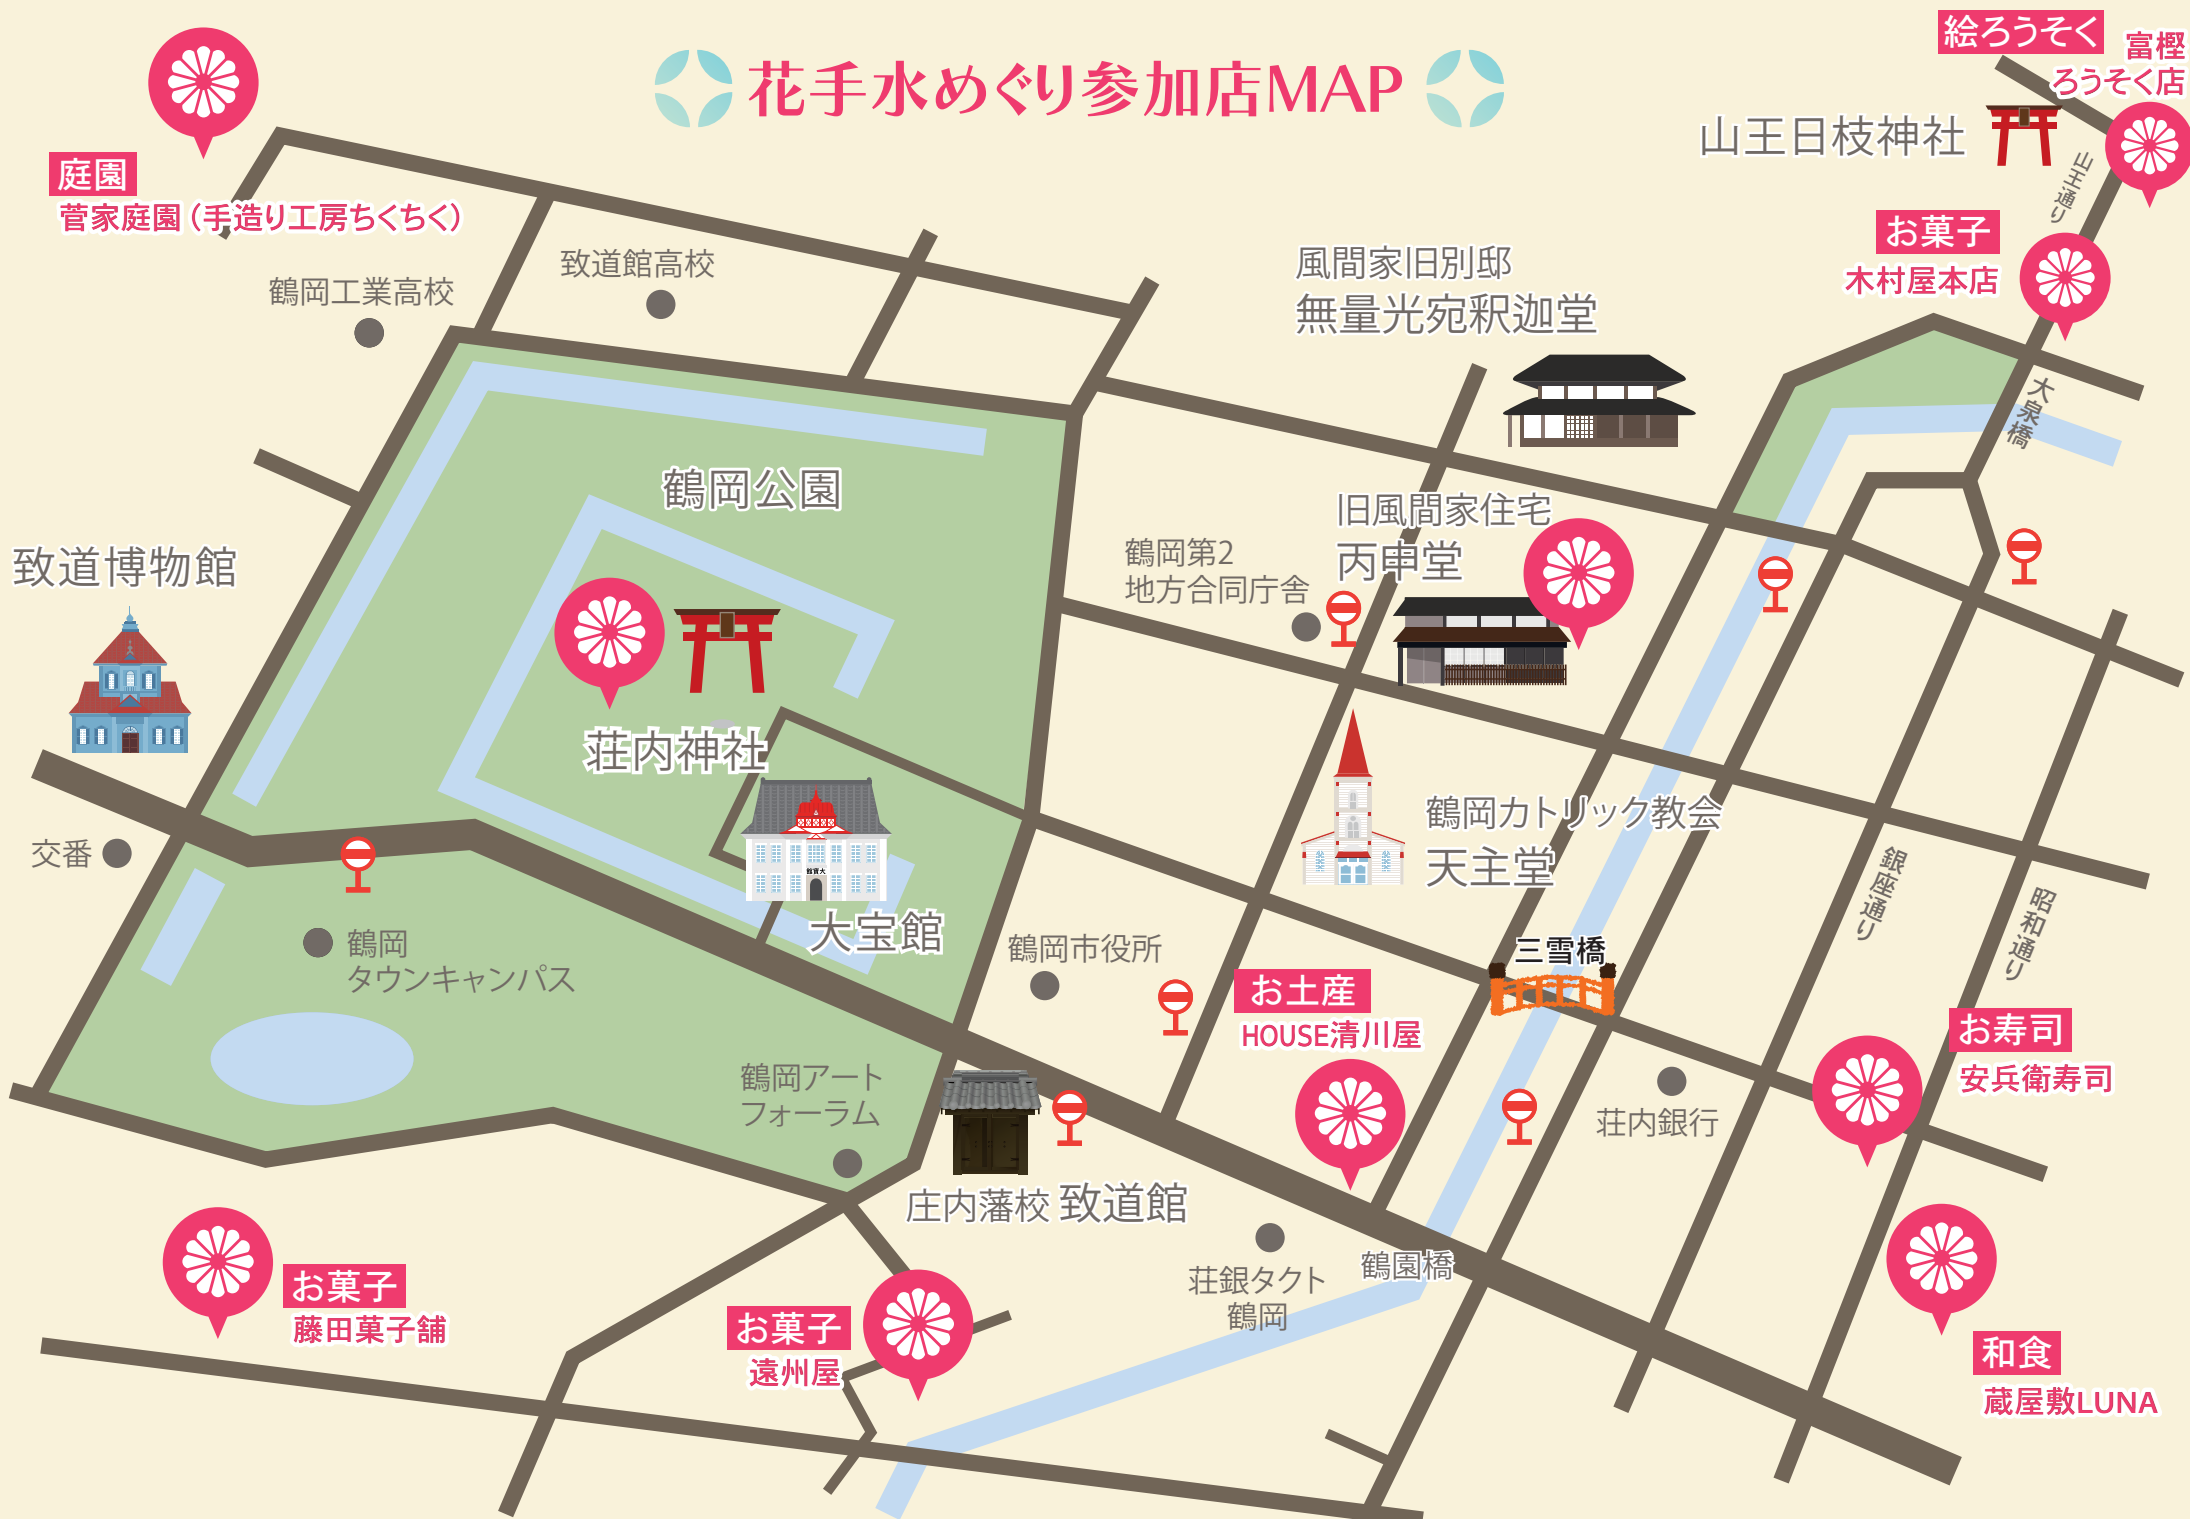 花手水めぐり参加店MAP
絵ろうそく
富樫
ろうそく店
山王日枝神社
山王通り
お菓子
木村屋本店
庭園
菅家庭園（手造り工房ちくちく）
鶴岡工業高校
致道館高校
風間家旧別邸
無量光宛釈迦堂
大泉橋
鶴岡公園
旧風間家住宅
丙申堂
鶴岡第2
地方合同庁舎
致道博物館
荘内神社
鶴岡カトリック教会
天主堂
交番
大宝館
大寶館
鶴岡
タウンキャンパス
鶴岡市役所
三雪橋
銀座通り
昭和通り
お土産
HOUSE清川屋
お寿司
安兵衛寿司
鶴岡アート
フォーラム
荘内銀行
庄内藩校 致道館
お菓子
藤田菓子舗
お菓子
遠州屋
荘銀タクト
鶴岡
鶴園橋
和食
蔵屋敷LUNA